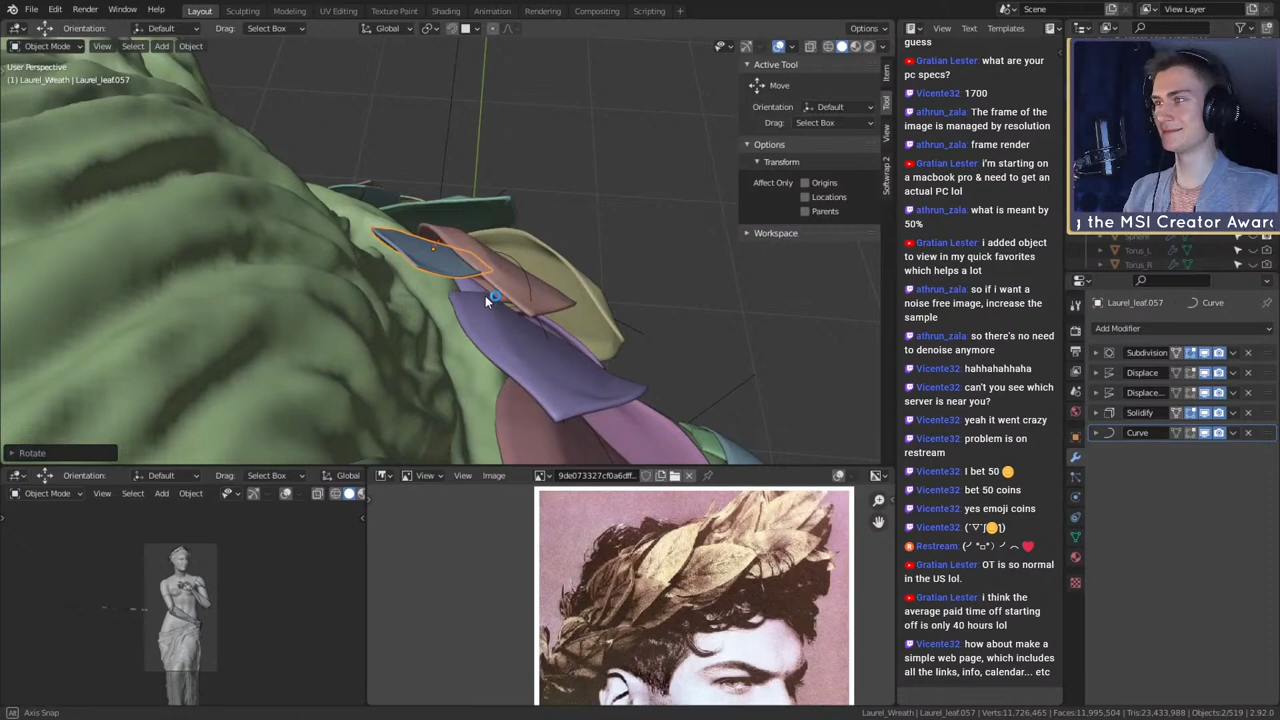 File Edit Render Window Help Layout Sculpting Modeling UV Editing Texture Paint Shading Animation Rendering Compositing Scripting + Scene View Layer
Orientation: Default Drag: Select Box Global Options
Object Mode View Select Add Object
User Perspective
(1) Laurel_Wreath | Laurel_leaf.057
Active Tool
Move
Orientation Default
Drag: Select Box
Options
Transform
Affect Only Origins
Locations
Parents
Workspace
Item
Tool
View
Softwrap 2
Rotate
View Text Templates
guess
Gratian Lester: what are your
pc specs?
Vicente32: 1700
athrun_zala: The frame of the
image is managed by resolution
athrun_zala: frame render
Gratian Lester: i'm starting on
a macbook pro & need to get an
actual PC lol
athrun_zala: what is meant by
50%
Gratian Lester: i added object
to view in my quick favorites
which helps a lot
athrun_zala: so if i want a
noise free image, increase the
sample
athrun_zala: so there's no need
to denoise anymore
Vicente32: hahhahahhaha
Vicente32: can't you see which
server is near you?
Vicente32: yeah it went crazy
Vicente32: problem is on
restream
Vicente32: I bet 50
Vicente32: bet 50 coins
Vicente32: yes emoji coins
Vicente32:
Restream:
Gratian Lester: OT is so normal
in the US lol.
Gratian Lester: i think the
average paid time off starting
off is only 40 hours lol
Vicente32: how about make a
simple web page, which includes
all the links, info, calendar... etc
g the MSI Creator Awar
Torus_L
Torus_R
Laurel_leaf.057 Curve
Add Modifier
Subdivision
Displace
Displace...
Solidify
Curve
Orientation: Default Drag: Select Box Global
Object Mode View Select Add Object
View View Image 9de073327cf0a6dff...
Axis Snap
Laurel_Wreath | Laurel_leaf.057 | Verts:11,726,465 | Faces:11,995,504 | Tris:23,433,988 | Objects:2/519 | 2.92.0